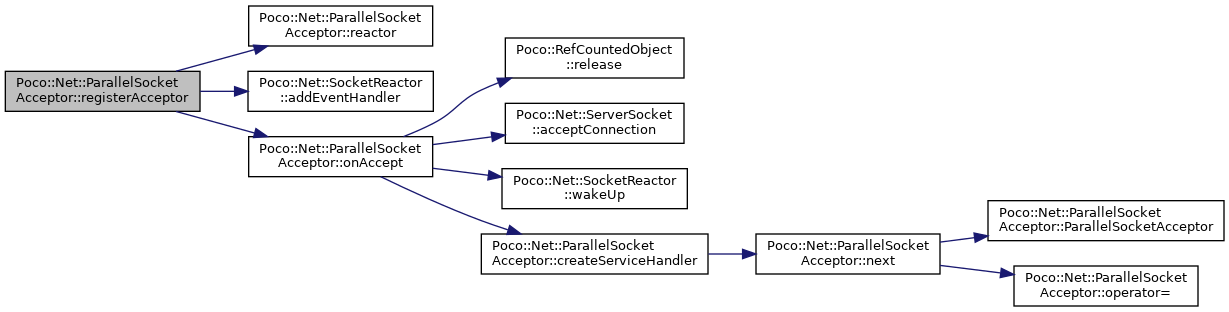 Poco::Net::ParallelSocket
Acceptor::registerAcceptor
Poco::Net::ParallelSocket
Acceptor::reactor
Poco::Net::SocketReactor
::addEventHandler
Poco::Net::ParallelSocket
Acceptor::onAccept
Poco::RefCountedObject
::release
Poco::Net::ServerSocket
::acceptConnection
Poco::Net::SocketReactor
::wakeUp
Poco::Net::ParallelSocket
Acceptor::createServiceHandler
Poco::Net::ParallelSocket
Acceptor::next
Poco::Net::ParallelSocket
Acceptor::ParallelSocketAcceptor
Poco::Net::ParallelSocket
Acceptor::operator=